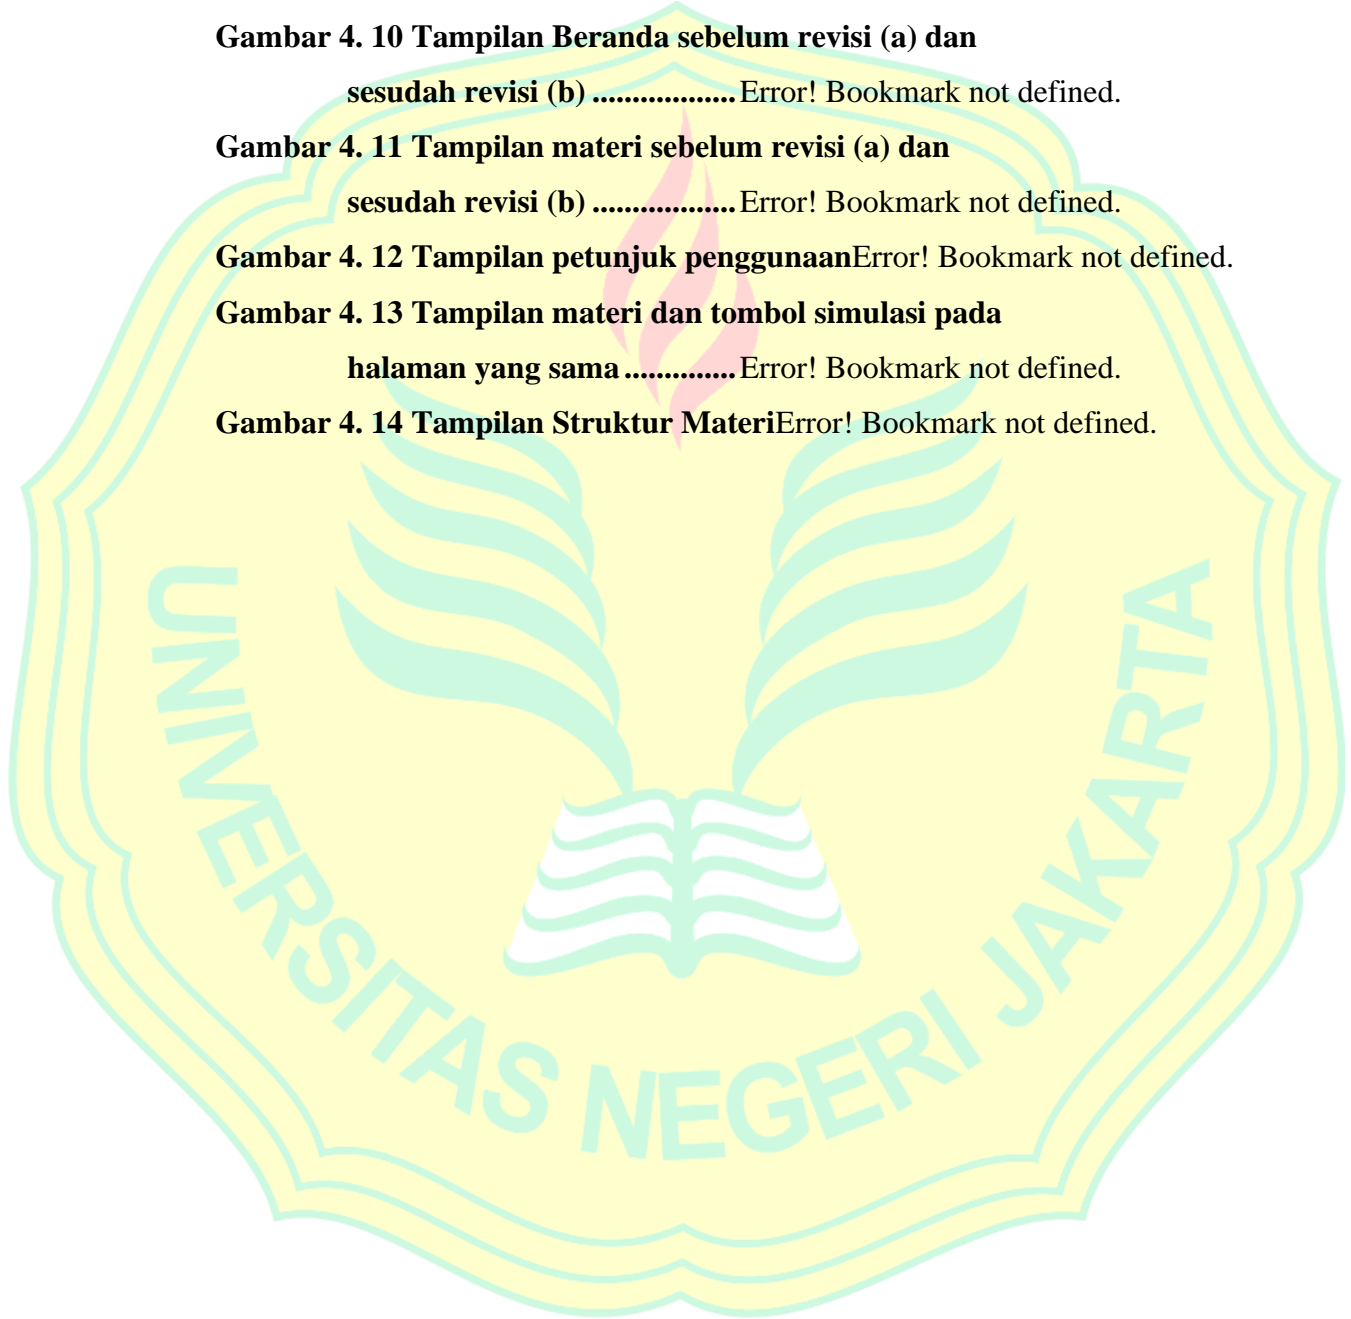 Gambar 4. 10 Tampilan Beranda sebelum revisi (a) dan
sesudah revisi (b) ..................Error! Bookmark not defined.
Gambar 4. 11 Tampilan materi sebelum revisi (a) dan
sesudah revisi (b) ..................Error! Bookmark not defined.
Gambar 4. 12 Tampilan petunjuk penggunaanError! Bookmark not defined.
Gambar 4. 13 Tampilan materi dan tombol simulasi pada
halaman yang sama ..............Error! Bookmark not defined.
Gambar 4. 14 Tampilan Struktur MateriError! Bookmark not defined.
UNIVERSITAS NEGERI JAKARTA